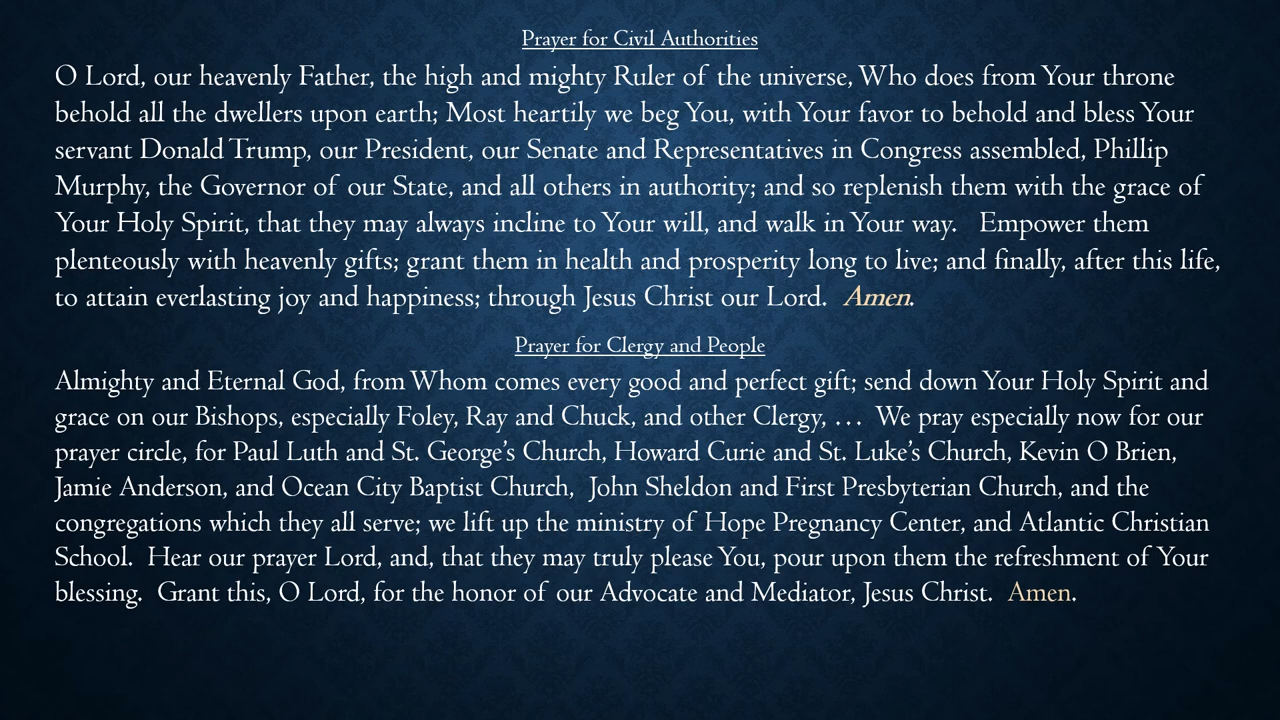 Prayer for Civil Authorities
O Lord, our heavenly Father, the high and mighty Ruler of the universe, Who does from Your throne
behold all the dwellers upon earth; Most heartily we beg You, with Your favor to behold and bless Your
servant Donald Trump, our President, our Senate and Representatives in Congress assembled, Phillip
Murphy, the Governor of our State, and all others in authority; and so replenish them with the grace of
Your Holy Spirit, that they may always incline to Your will, and walk in Your way.   Empower them
plenteously with heavenly gifts; grant them in health and prosperity long to live; and finally, after this life,
to attain everlasting joy and happiness; through Jesus Christ our Lord.  Amen.
Prayer for Clergy and People
Almighty and Eternal God, from Whom comes every good and perfect gift; send down Your Holy Spirit and
grace on our Bishops, especially Foley, Ray and Chuck, and other Clergy, …  We pray especially now for our
prayer circle, for Paul Luth and St. George’s Church, Howard Curie and St. Luke’s Church, Kevin O Brien,
Jamie Anderson, and Ocean City Baptist Church,  John Sheldon and First Presbyterian Church, and the
congregations which they all serve; we lift up the ministry of Hope Pregnancy Center, and Atlantic Christian
School.  Hear our prayer Lord, and, that they may truly please You, pour upon them the refreshment of Your
blessing.  Grant this, O Lord, for the honor of our Advocate and Mediator, Jesus Christ.  Amen.